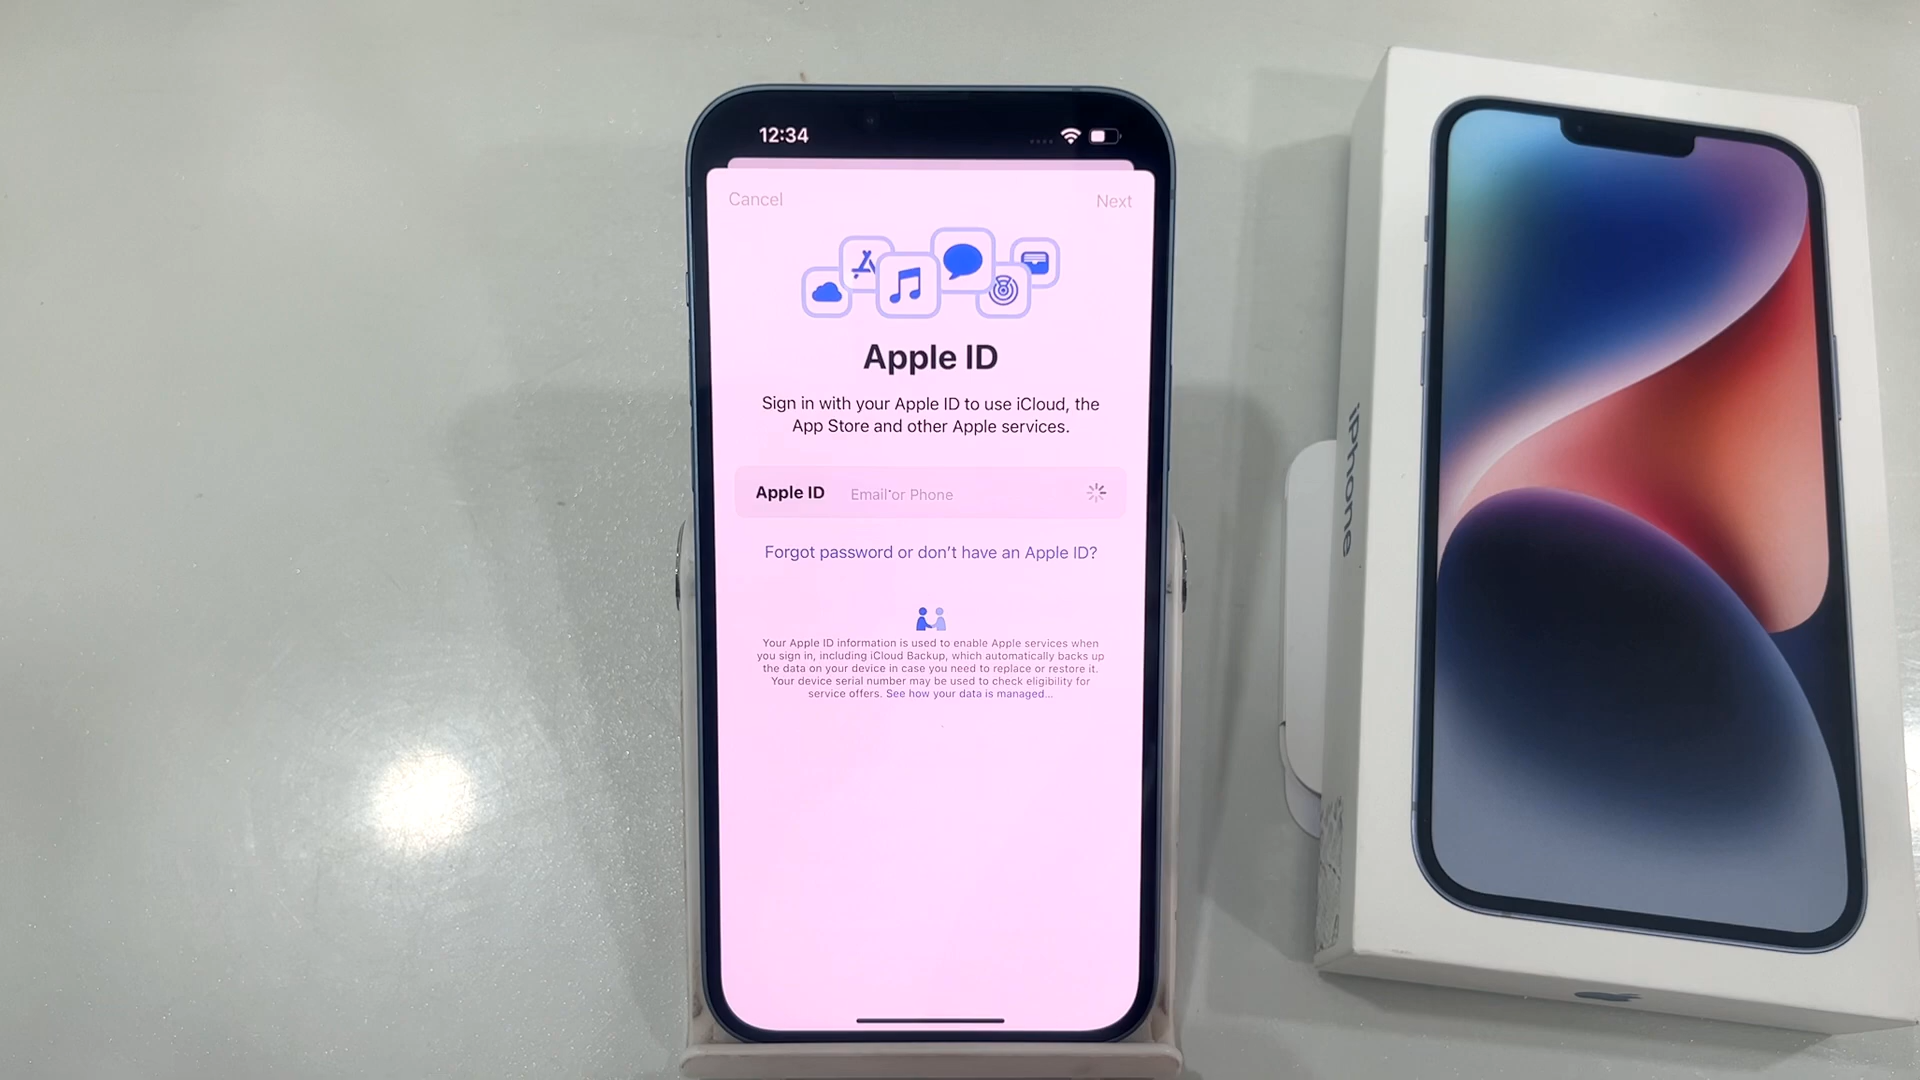 12:34
Cancel
Next
Apple ID
Sign in with your Apple ID to use iCloud, the
App Store and other Apple services.
Apple ID Email or Phone
Forgot password or don't have an Apple ID?
Your Apple ID information is used to enable Apple services when
you sign in, including iCloud Backup, which automatically backs up
the data on your device in case you need to replace or restore it.
Your device serial number may be used to check eligibility for
service offers. See how your data is managed...
iPhone